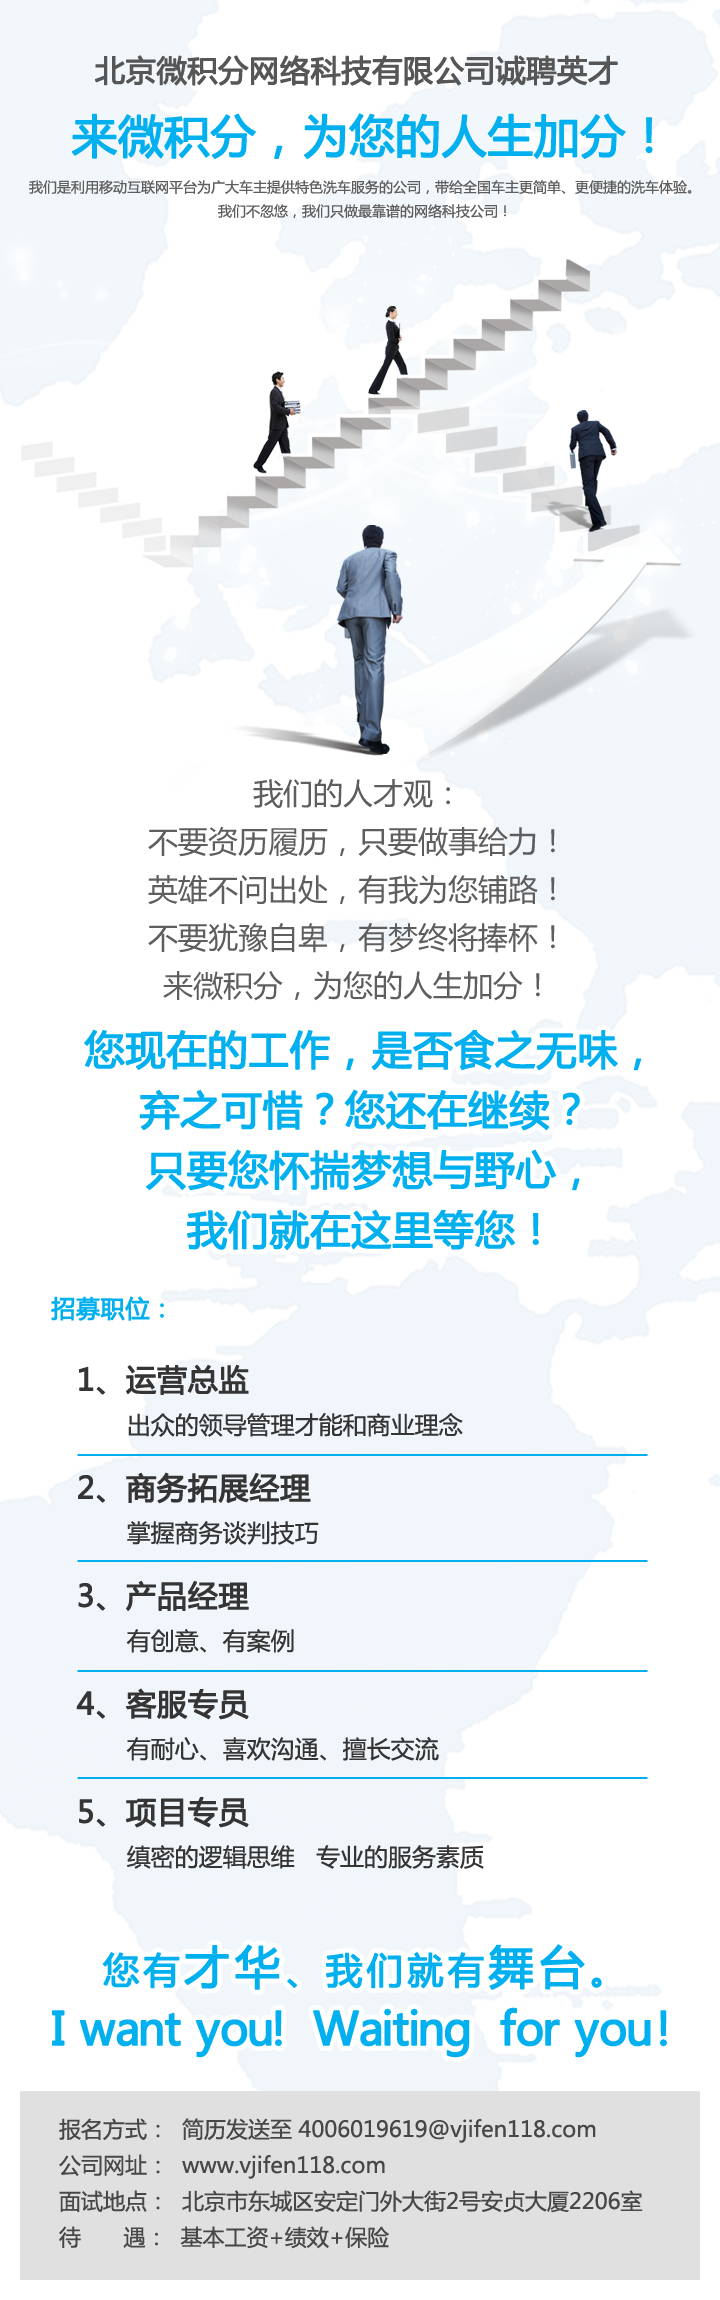 北京微积分网络科技有限公司诚聘英才
来微积分，为您的人生加分！
我们是利用移动互联网平台为广大车主提供特色洗车服务的公司，带给全国车主更简单、更便捷的洗车体验。
我们不忽悠，我们只做最靠谱的网络科技公司！
我们的人才观：
不要资历履历，只要做事给力！
英雄不问出处，有我为您铺路！
不要犹豫自卑，有梦终将捧杯！
来微积分，为您的人生加分！
您现在的工作，是否食之无味，
弃之可惜？您还在继续？
只要您怀揣梦想与野心，
我们就在这里等您！
招募职位：
1、运营总监
出众的领导管理才能和商业理念
2、商务拓展经理
掌握商务谈判技巧
3、产品经理
有创意、有案例
4、客服专员
有耐心、喜欢沟通、擅长交流
5、项目专员
缜密的逻辑思维 专业的服务素质
您有才华、我们就有舞台。
I want you! Waiting for you!
报名方式： 简历发送至 4006019619@vjifen118.com
公司网址： www.vjifen118.com
面试地点： 北京市东城区安定门外大街2号安贞大厦2206室
待 遇： 基本工资+绩效+保险